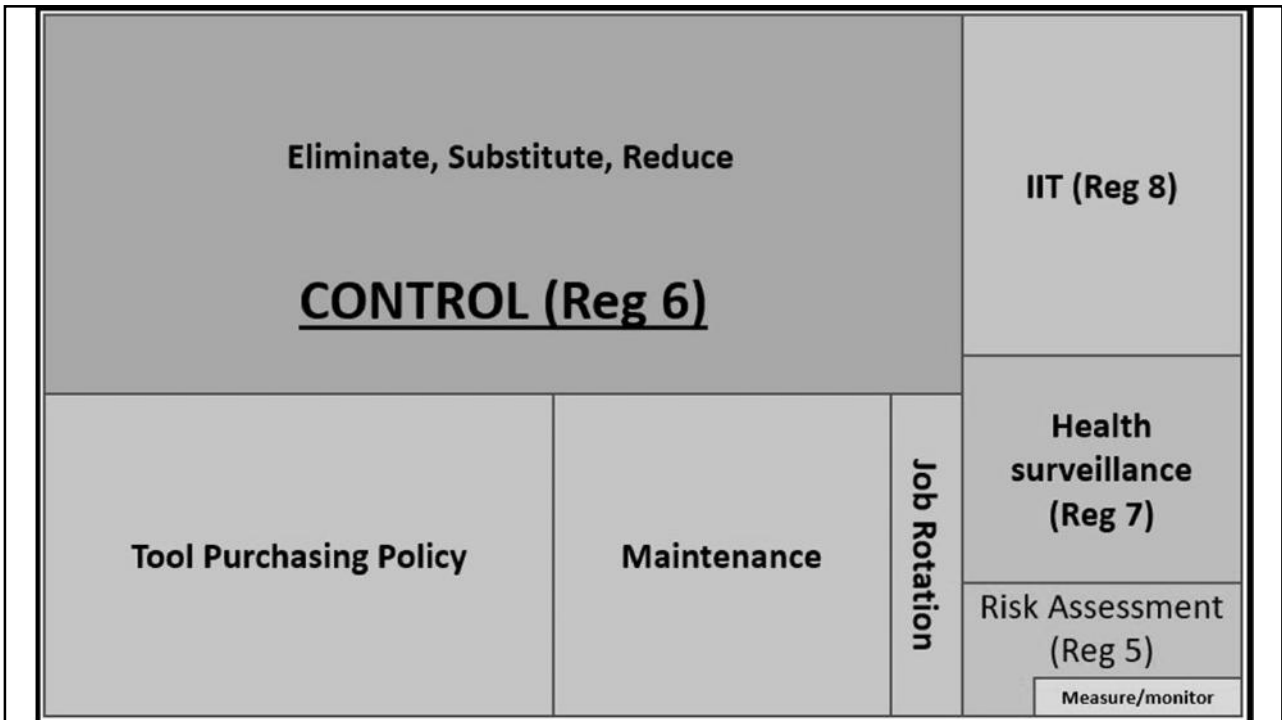 Eliminate, Substitute, Reduce
CONTROL (Reg 6)
IIT (Reg 8)
Tool Purchasing Policy
Maintenance
Job Rotation
Health
surveillance
(Reg 7)
Risk Assessment
(Reg 5)
Measure/monitor